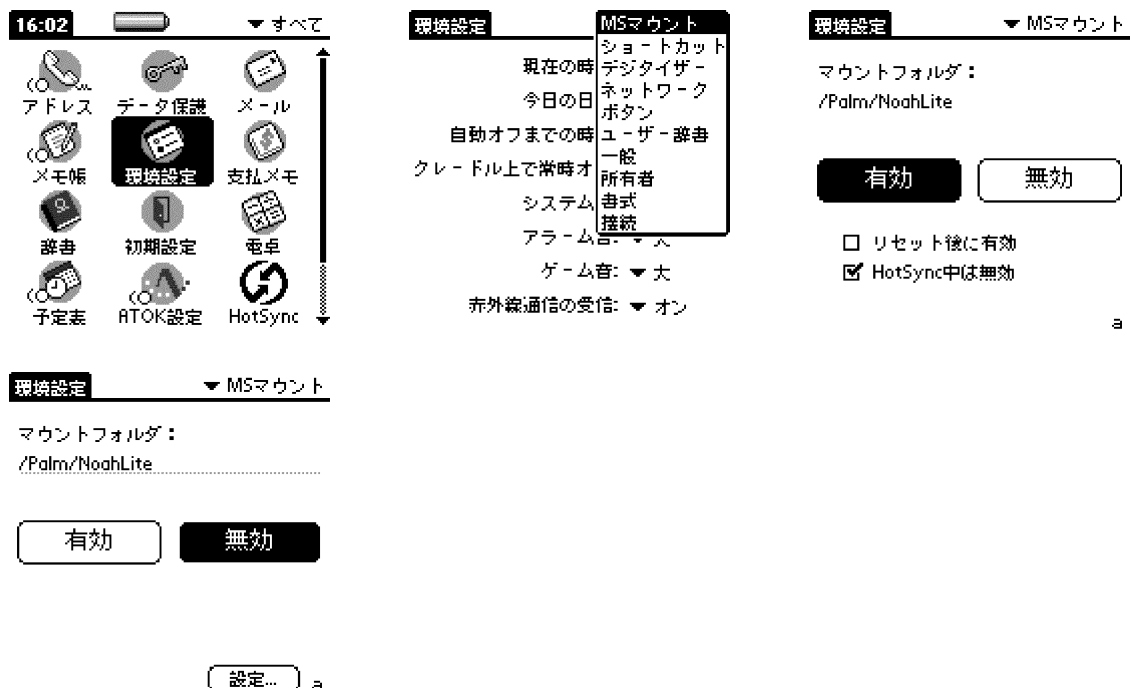 16:02 ▼ すべて
アドレス データ保護 メール
メモ帳 環境設定 支払メモ
辞書 初期設定 電卓
予定表 ATOK設定 HotSync
環境設定 MSマウント
ショートカット
デジタイザー
ネットワーク
ボタン
ユーザー辞書
一般
所有者
書式
接続
現在の時
今日の日
自動オフまでの時
クレードル上で常時オ
システム
アラーム音:
ゲーム音: ▼ 大
赤外線通信の受信: ▼ オン
環境設定 ▼ MSマウント
マウントフォルダ:
/Palm/NoahLite
有効 無効
リセット後に有効
HotSync中は無効
a
環境設定 ▼ MSマウント
マウントフォルダ:
/Palm/NoahLite
有効 無効
設定... a